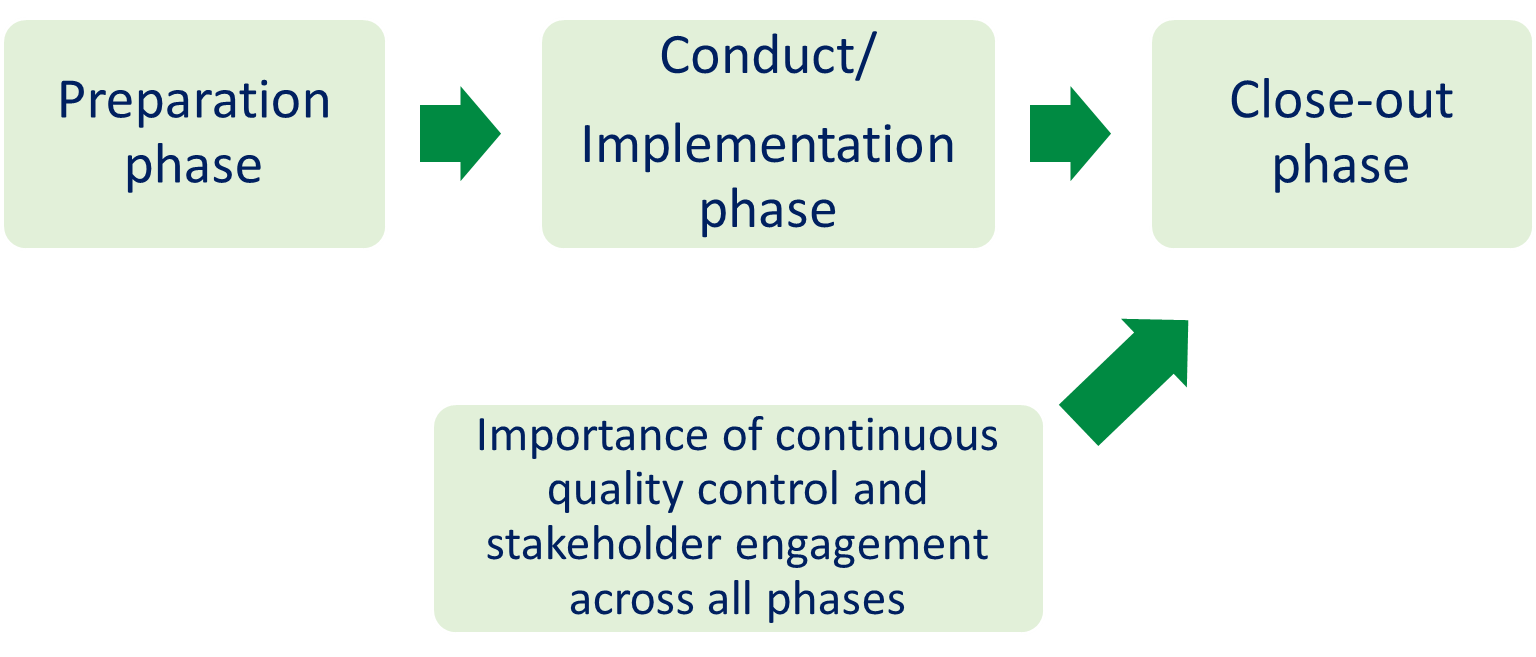 Preparation
phase
Conduct/
Implementation
phase
Close-out
phase
Importance of continuous
quality control and
stakeholder engagement
across all phases